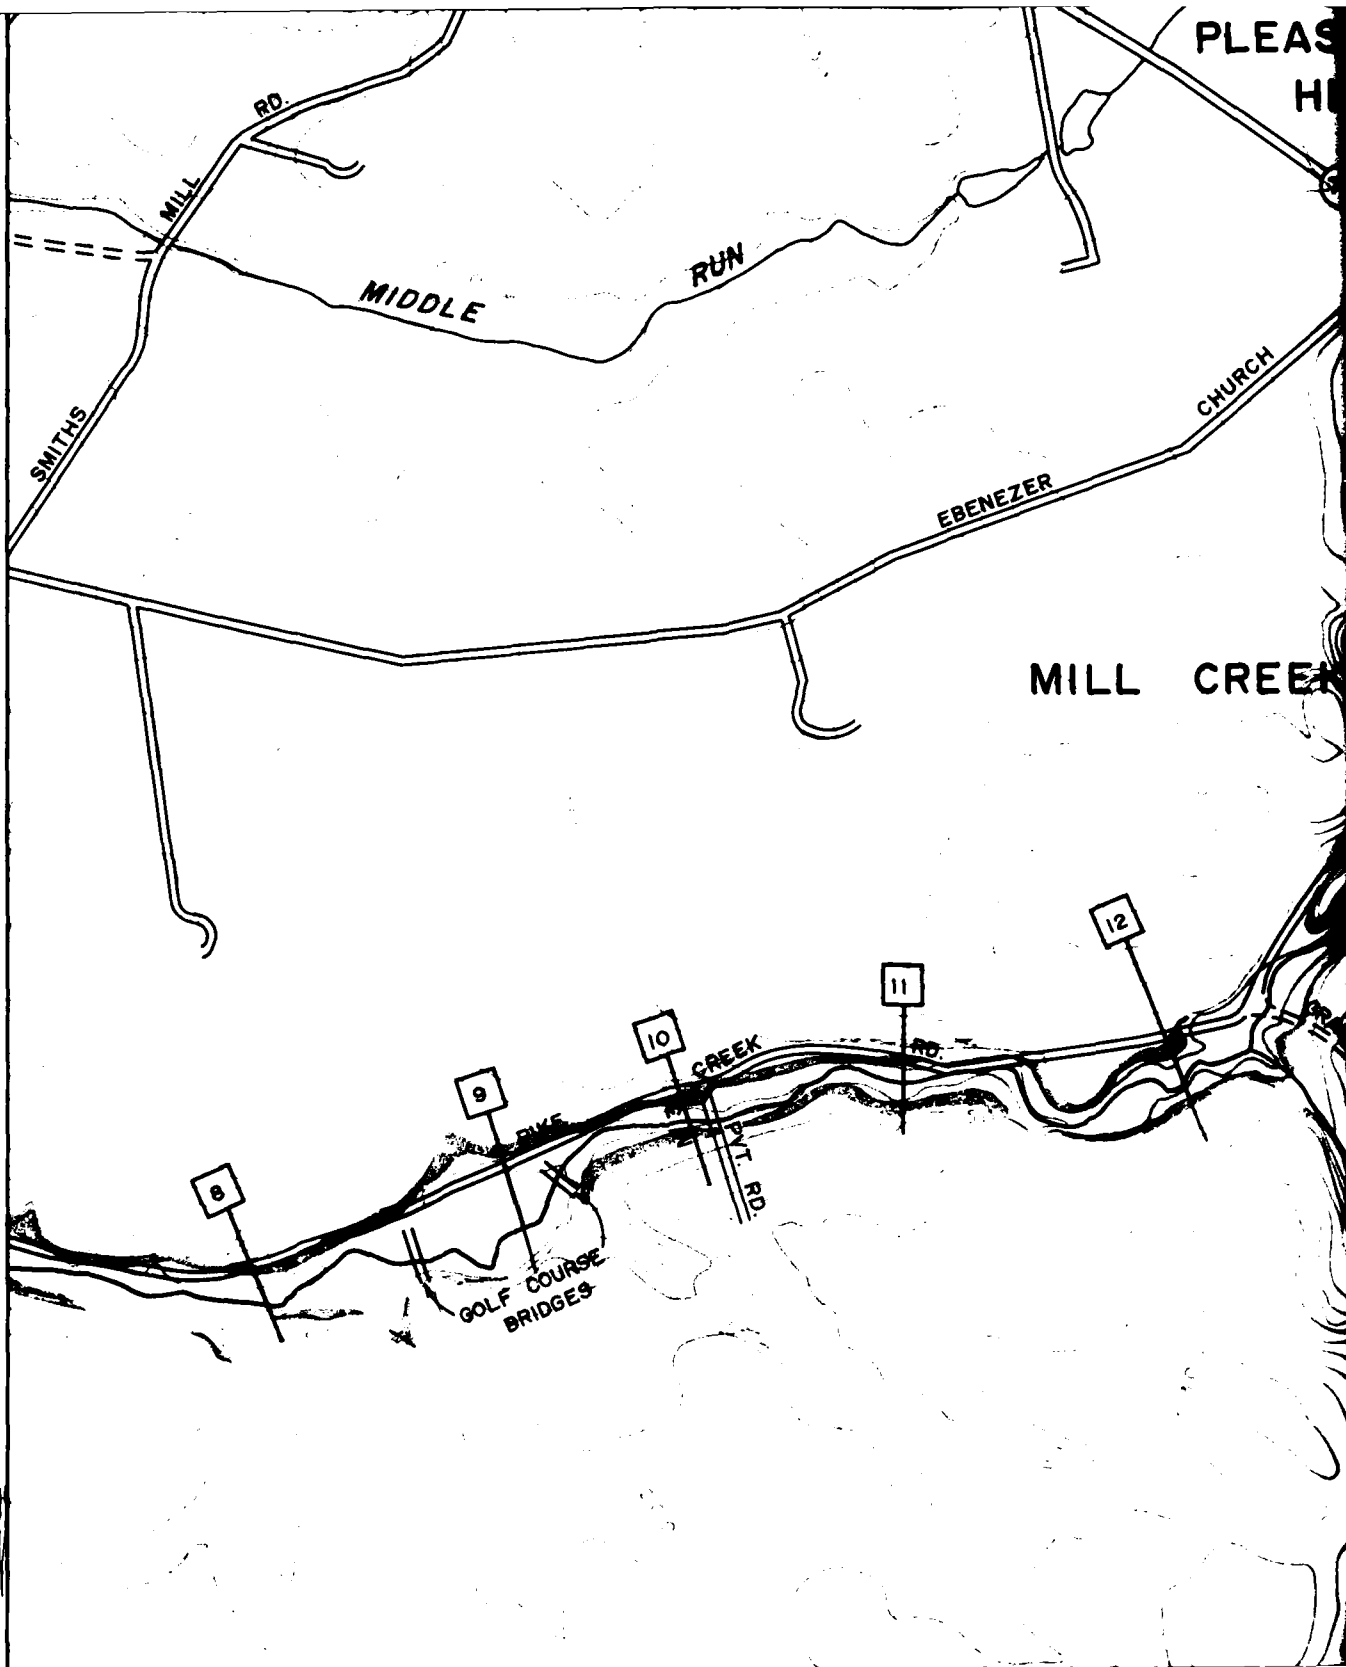 PLEAS
H
RD.
MILL
SMITHS
MIDDLE RUN
EBENEZER CHURCH
MILL CREEK
12
11
10
9
8
PIKE CREEK RD.
PVT. RD.
GOLF COURSE
BRIDGES